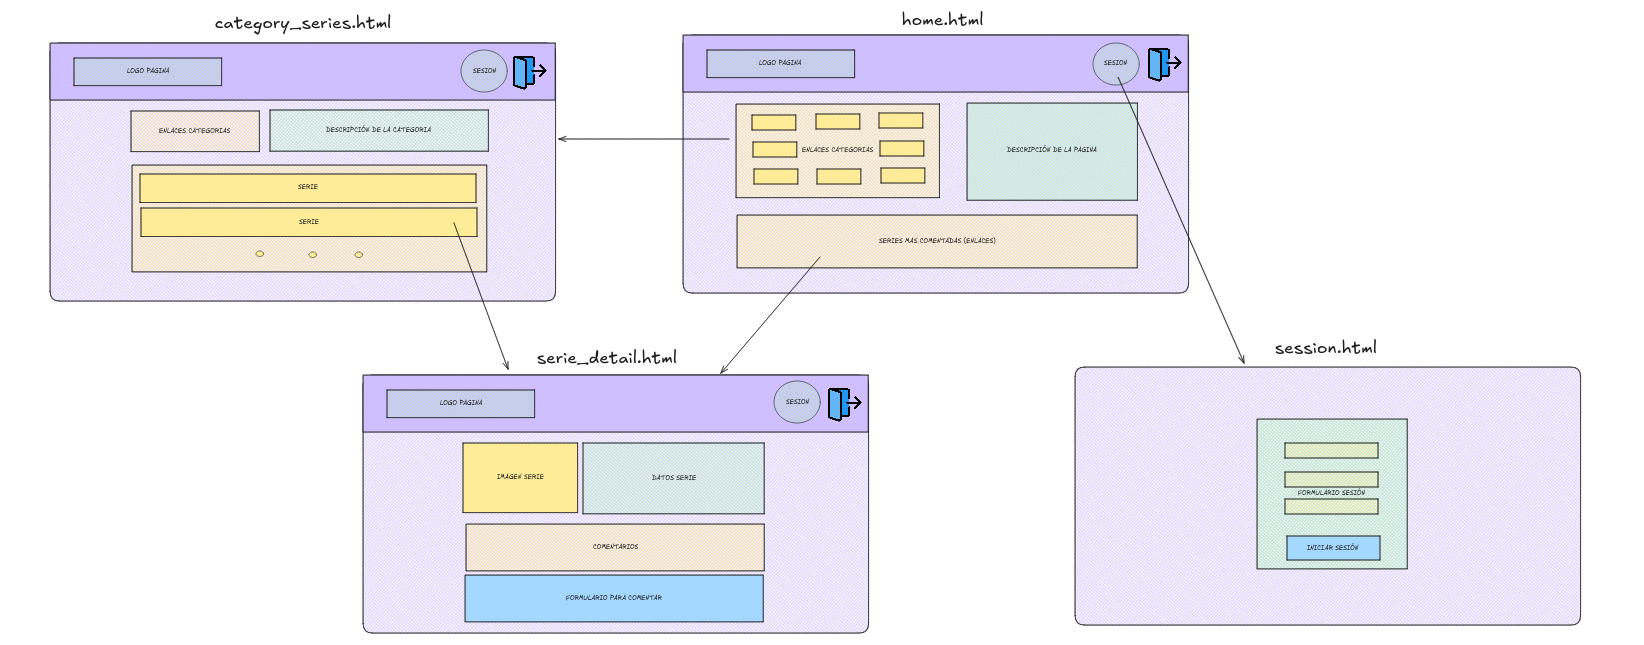 category_series.html
LOGO PAGINA
SESION
ENLACES CATEGORIAS
DESCRIPCIÓN DE LA CATEGORIA
SERIE
SERIE
home.html
LOGO PAGINA
SESION
ENLACES CATEGORIAS
DESCRIPCIÓN DE LA PAGINA
SERIES MAS COMENTADAS (ENLACES)
serie_detail.html
LOGO PAGINA
SESION
IMAGEN SERIE
DATOS SERIE
COMENTARIOS
FORMULARIO PARA COMENTAR
session.html
FORMULARIO SESIÓN
INICIAR SESIÓN